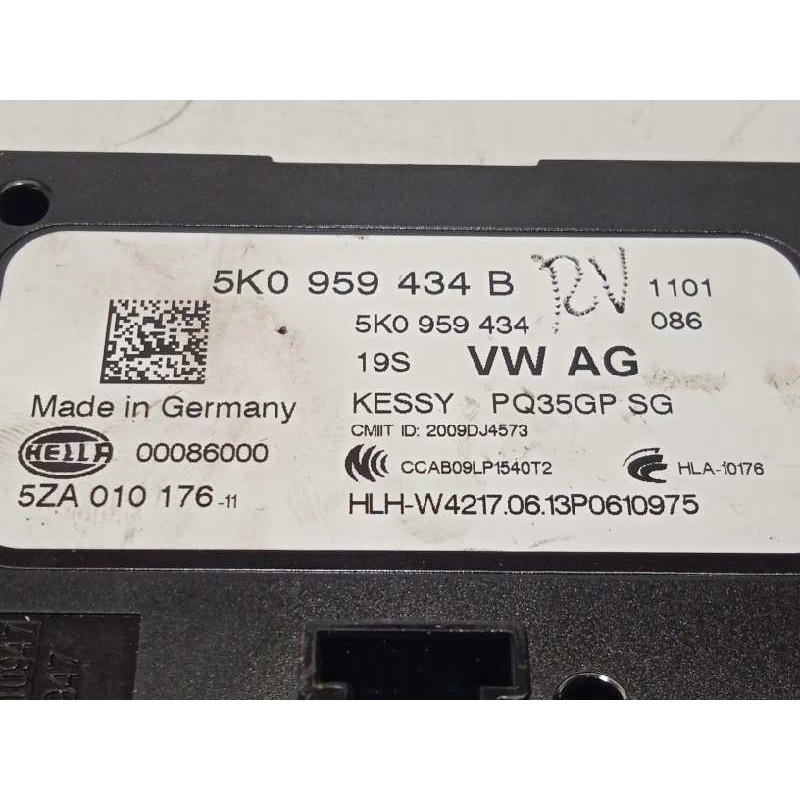 5K0 959 434 B
RV
1101
5K0 959 434
086
19S VW AG
Made in Germany
KESSY PQ35GP SG
CMIIT ID: 2009DJ4573
HELLA 00086000
CCAB09LP1540T2
HLA-10176
5ZA 010 176-11
HLH-W4217.06.13P0610975